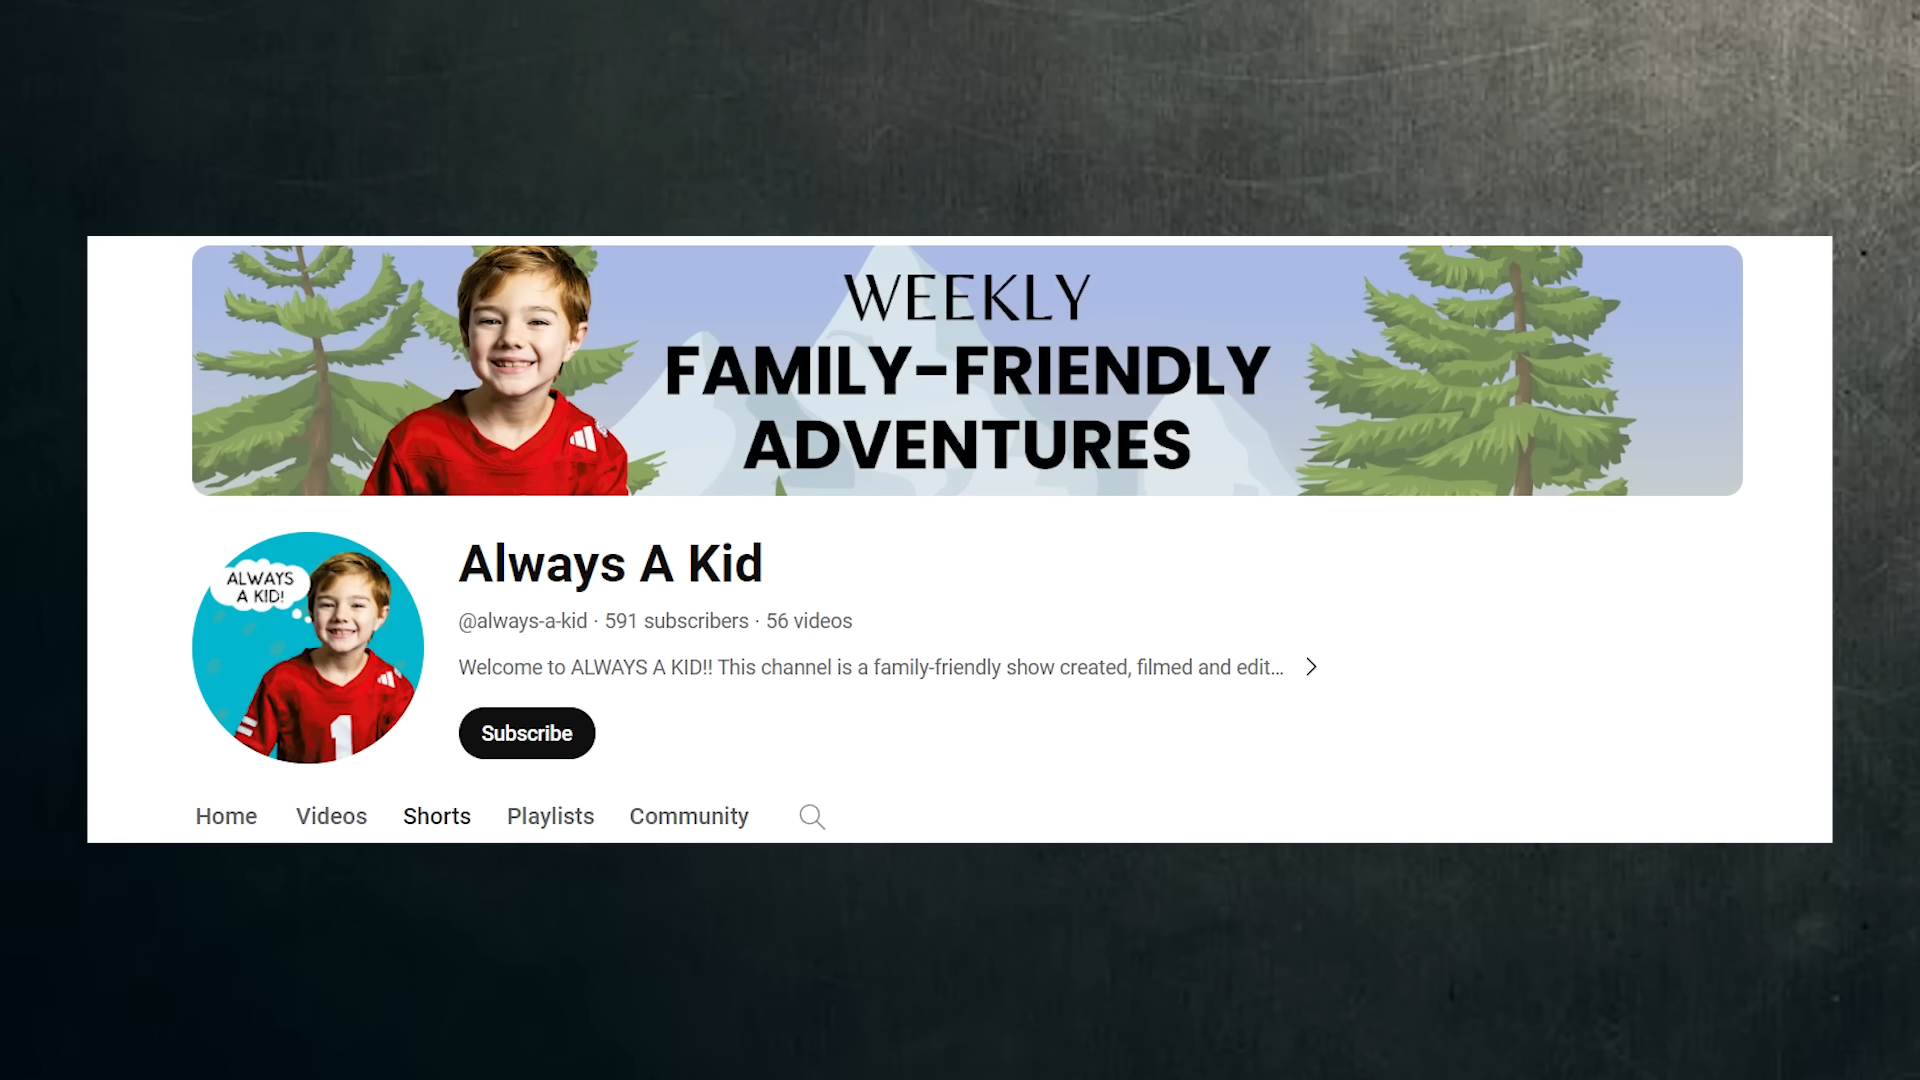 WEEKLY
FAMILY-FRIENDLY
ADVENTURES
ALWAYS
A KID!
1
Always A Kid
@always-a-kid · 591 subscribers · 56 videos
Welcome to ALWAYS A KID!! This channel is a family-friendly show created, filmed and edit...
Subscribe
Home Videos Shorts Playlists Community